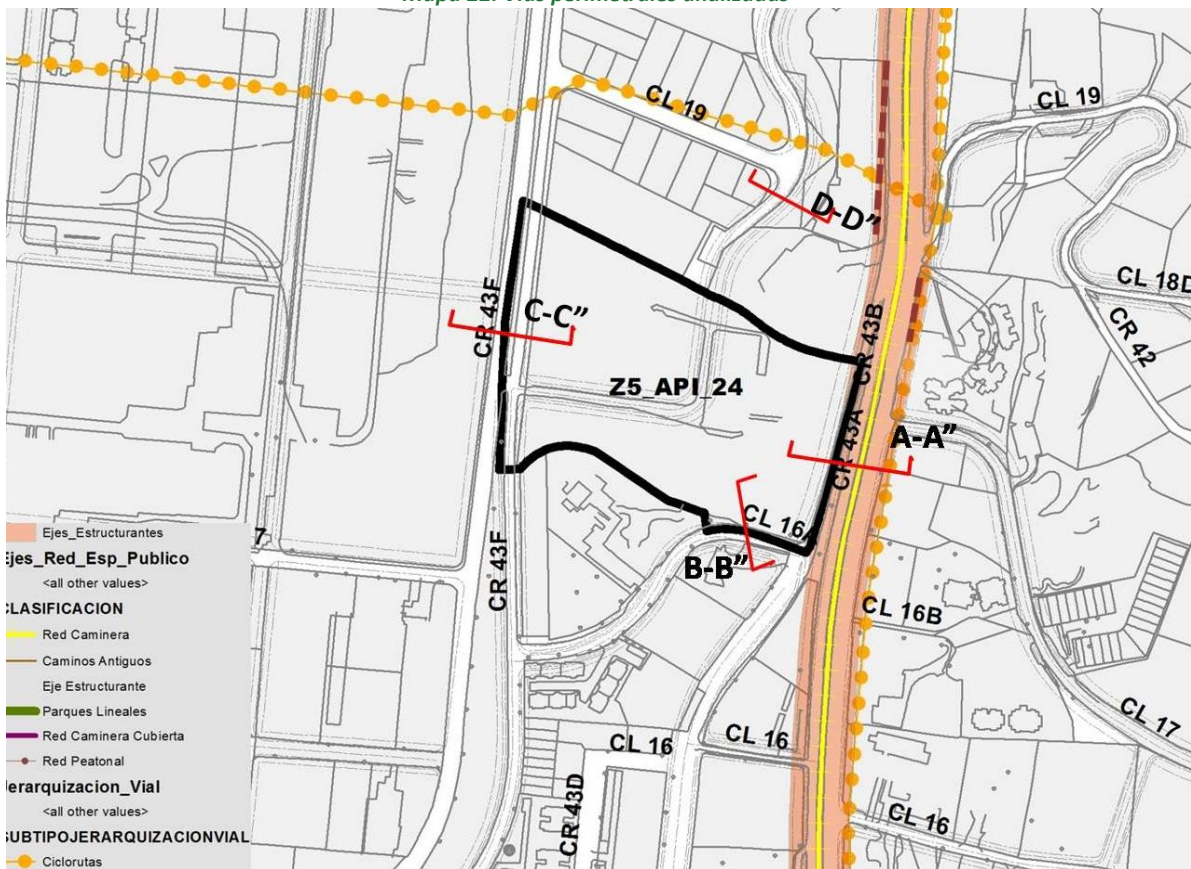 Mapa 22. Vías perimetrales analizadas
CL 19
CL 19
D-D”
CL 18D
CR 43F
C-C”
CR 43B
CR 42
Z5_API_24
CR 43A
A-A”
CL 16A
B-B”
7
CR 43F
CL 16B
CL 17
CL 16
CL 16
CR 43D
CL 16
Ejes_Estructurantes
Ejes_Red_Esp_Publico
<all other values>
CLASIFICACION
Red Caminera
Caminos Antiguos
Eje Estructurante
Parques Lineales
Red Caminera Cubierta
Red Peatonal
erarquizacion_Vial
<all other values>
SUBTIPOJERARQUIZACIONVIAL
Ciclorutas